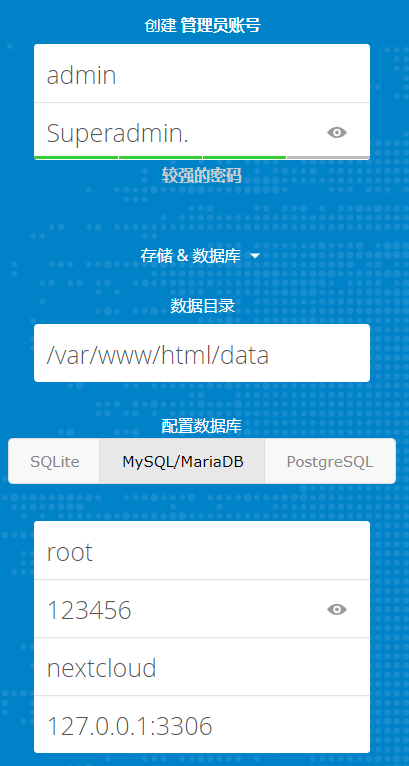 创建 管理员账号
admin
Superadmin.
较强的密码
存储 & 数据库
数据目录
/var/www/html/data
配置数据库
SQLite MySQL/MariaDB PostgreSQL
root
123456
nextcloud
127.0.0.1:3306